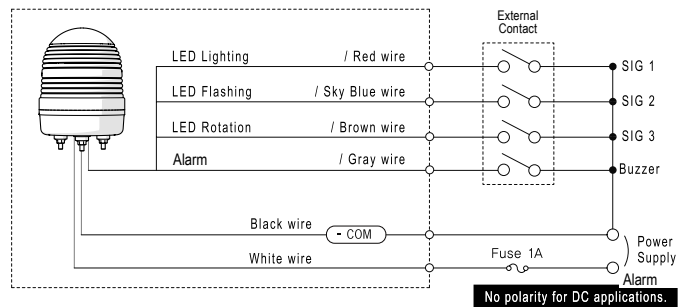 External
Contact
LED Lighting / Red wire
SIG 1
LED Flashing / Sky Blue wire
SIG 2
LED Rotation / Brown wire
SIG 3
Alarm / Gray wire
Buzzer
Black wire
- COM
White wire
Fuse 1A
Power
Supply
Alarm
No polarity for DC applications.